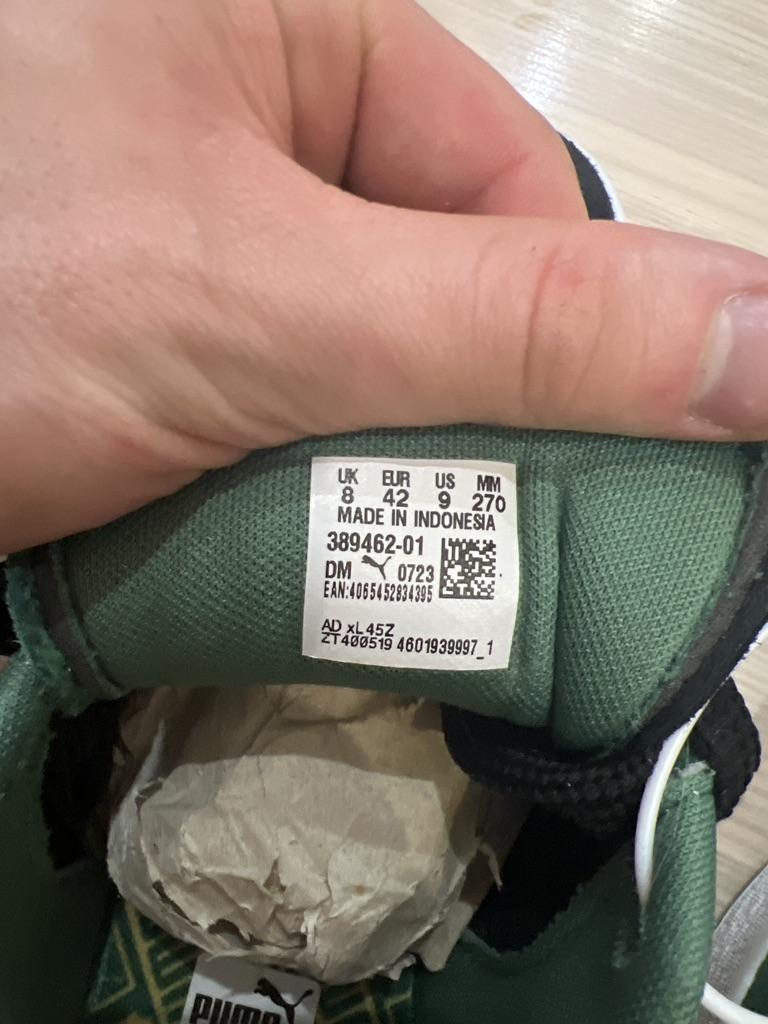 UK EUR US MM
8 42 9 270
MADE IN INDONESIA
389462-01
DM 0723
EAN:4065452834395
AD xL45Z
ZT400519 4601939997_1
PUMA